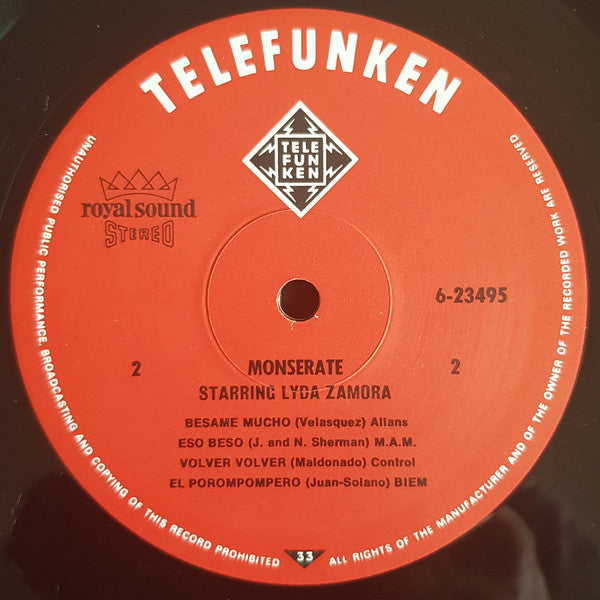 TELEFUNKEN
TELE
FUN
KEN
royal sound
STEREO
6-23495
2
MONSERATE
2
STARRING LYDA ZAMORA
BESAME MUCHO (Velasquez) Allans
ESO BESO (J. and N. Sherman) M.A.M.
VOLVER VOLVER (Maldonado) Control
EL POROMPOMPERO (Juan-Solano) BIEM
UNAUTHORISED PUBLIC PERFORMANCE, BROADCASTING AND COPYING OF THIS RECORD PROHIBITED
33
ALL RIGHTS OF THE MANUFACTURER AND OF THE OWNER OF THE RECORDED WORK ARE RESERVED